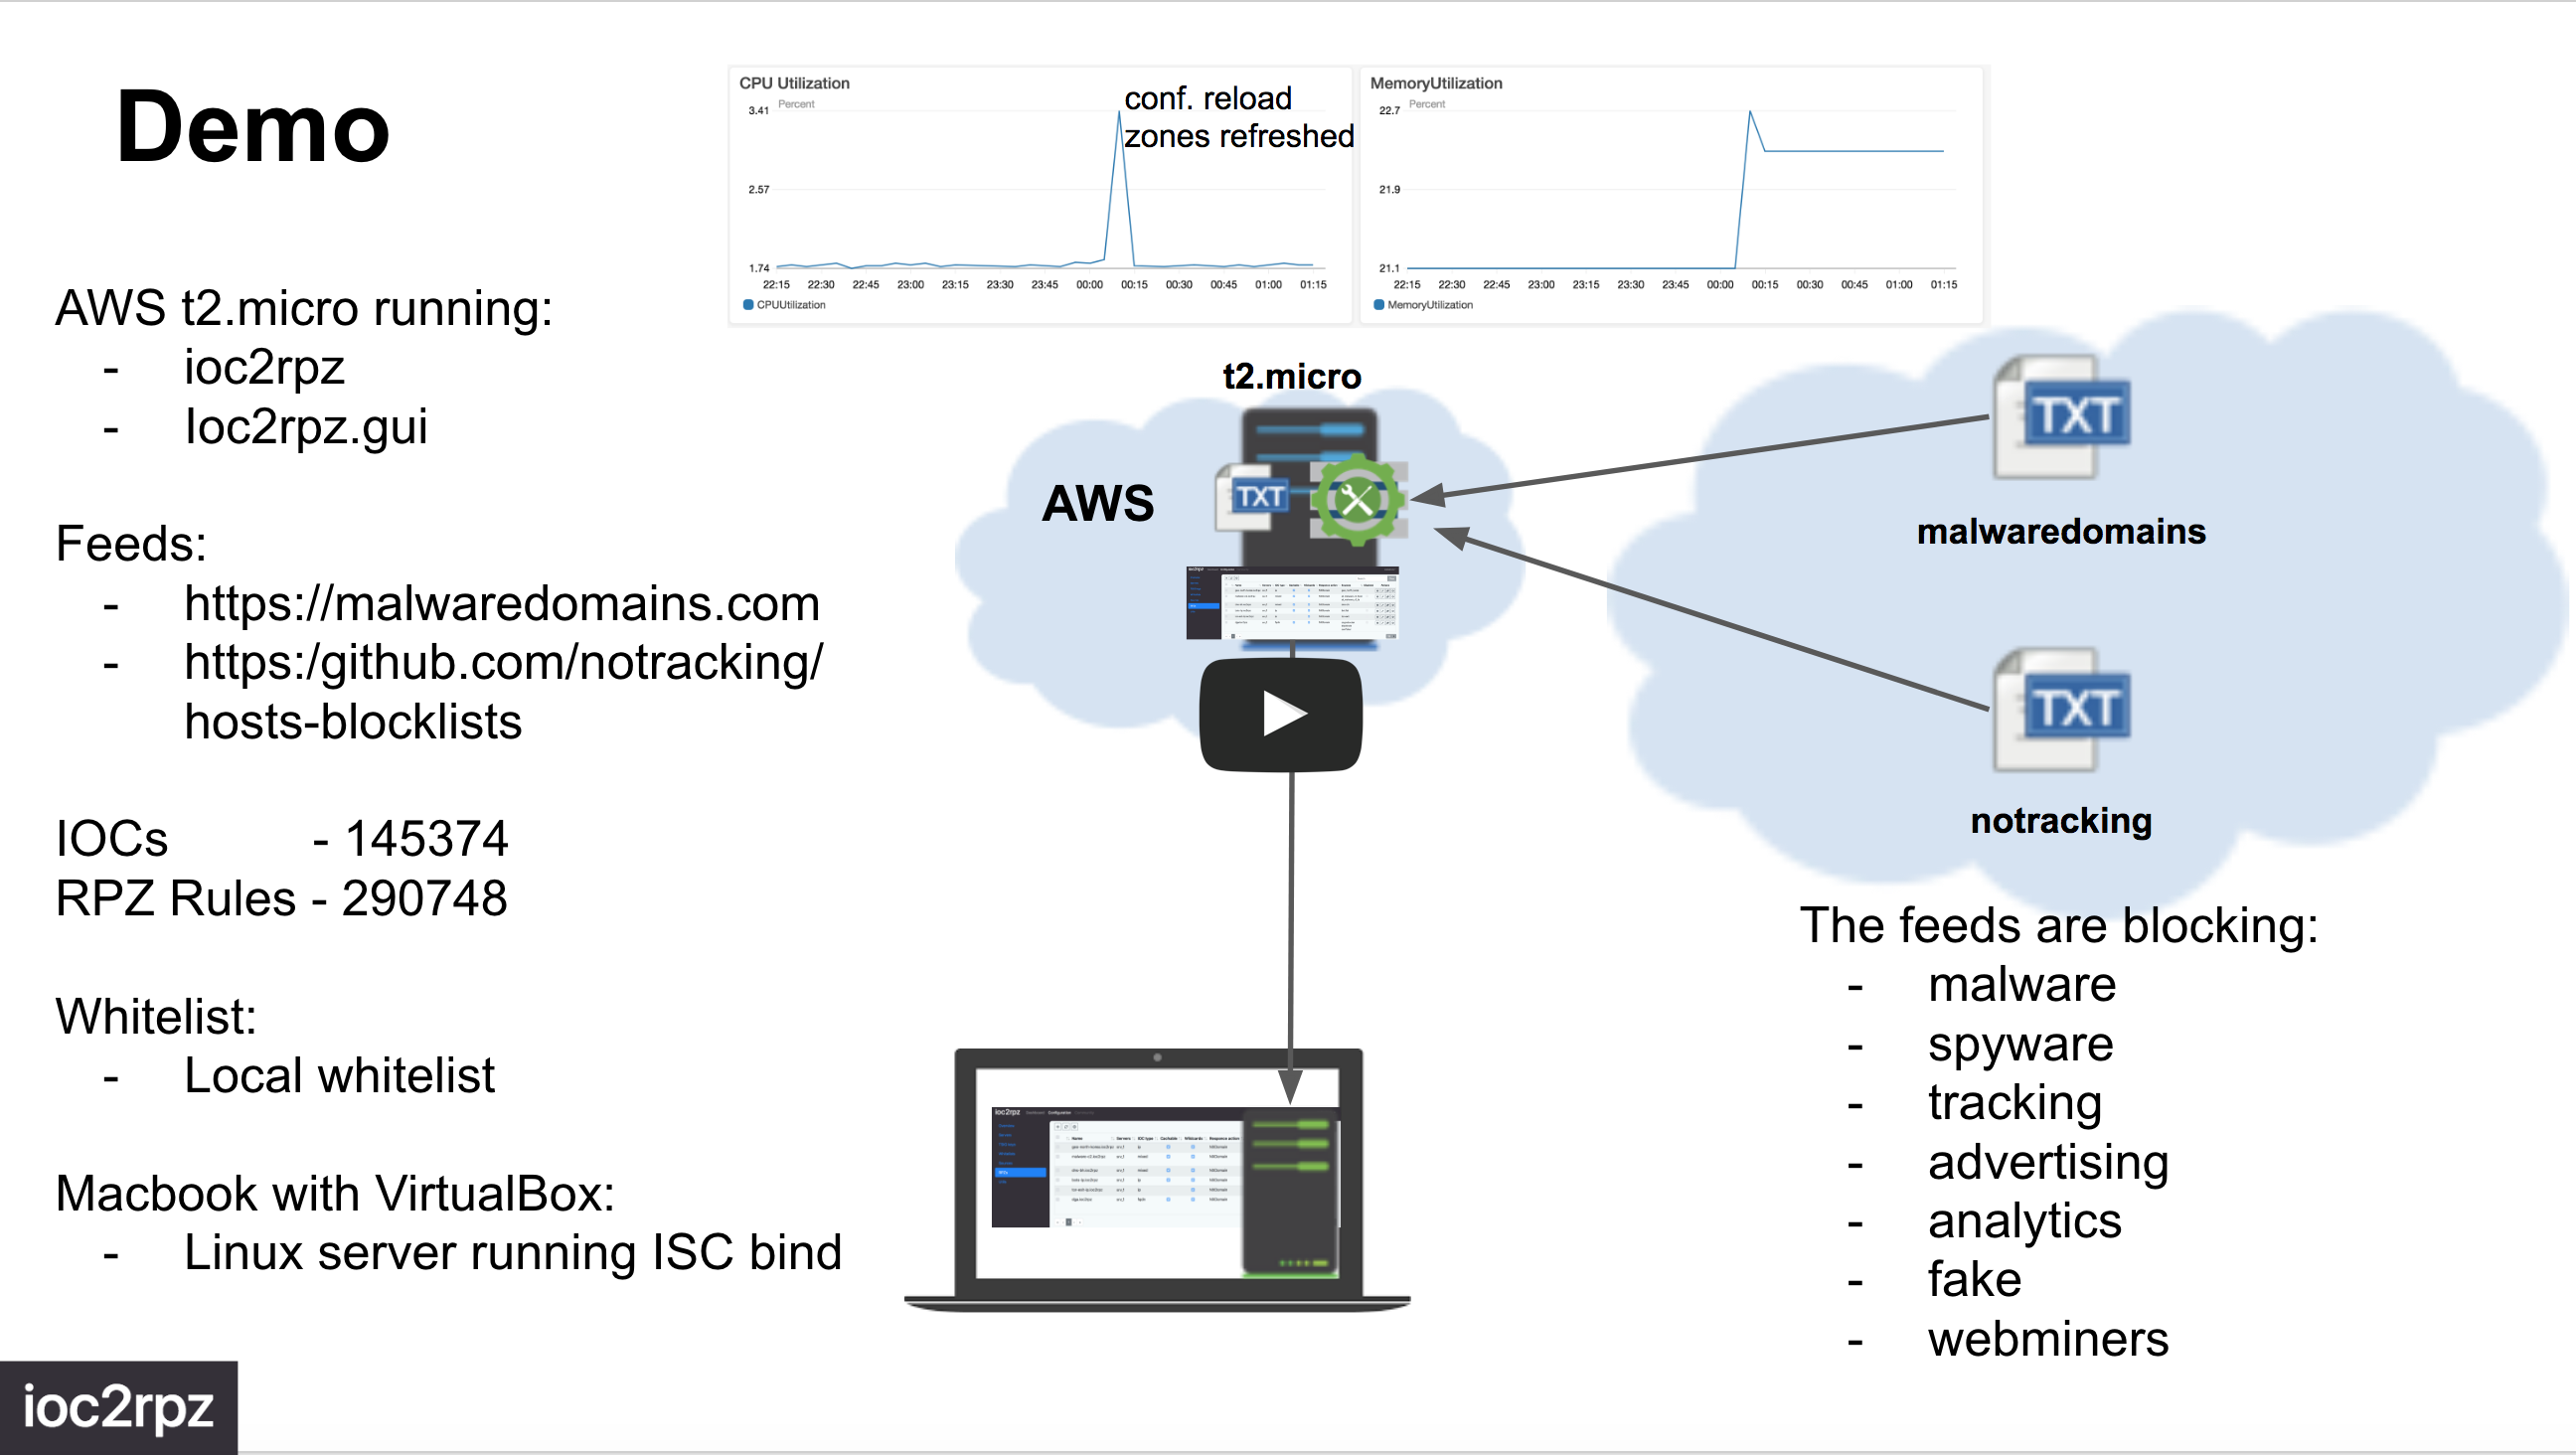 Demo
AWS t2.micro running:
- ioc2rpz
- Ioc2rpz.gui
Feeds:
- https://malwaredomains.com
- https:/github.com/notracking/
hosts-blocklists
IOCs - 145374
RPZ Rules - 290748
Whitelist:
- Local whitelist
Macbook with VirtualBox:
- Linux server running ISC bind
CPU Utilization
Percent
conf. reload
zones refreshed
3.41
2.57
1.74
22:15 22:30 22:45 23:00 23:15 23:30 23:45 00:00 00:15 00:30 00:45 01:00 01:15
CPUUtilization
MemoryUtilization
Percent
22.7
21.9
21.1
22:15 22:30 22:45 23:00 23:15 23:30 23:45 00:00 00:15 00:30 00:45 01:00 01:15
MemoryUtilization
t2.micro
AWS
TXT
TXT
malwaredomains
TXT
notracking
ioc2rpz
The feeds are blocking:
- malware
- spyware
- tracking
- advertising
- analytics
- fake
- webminers
ioc2rpz